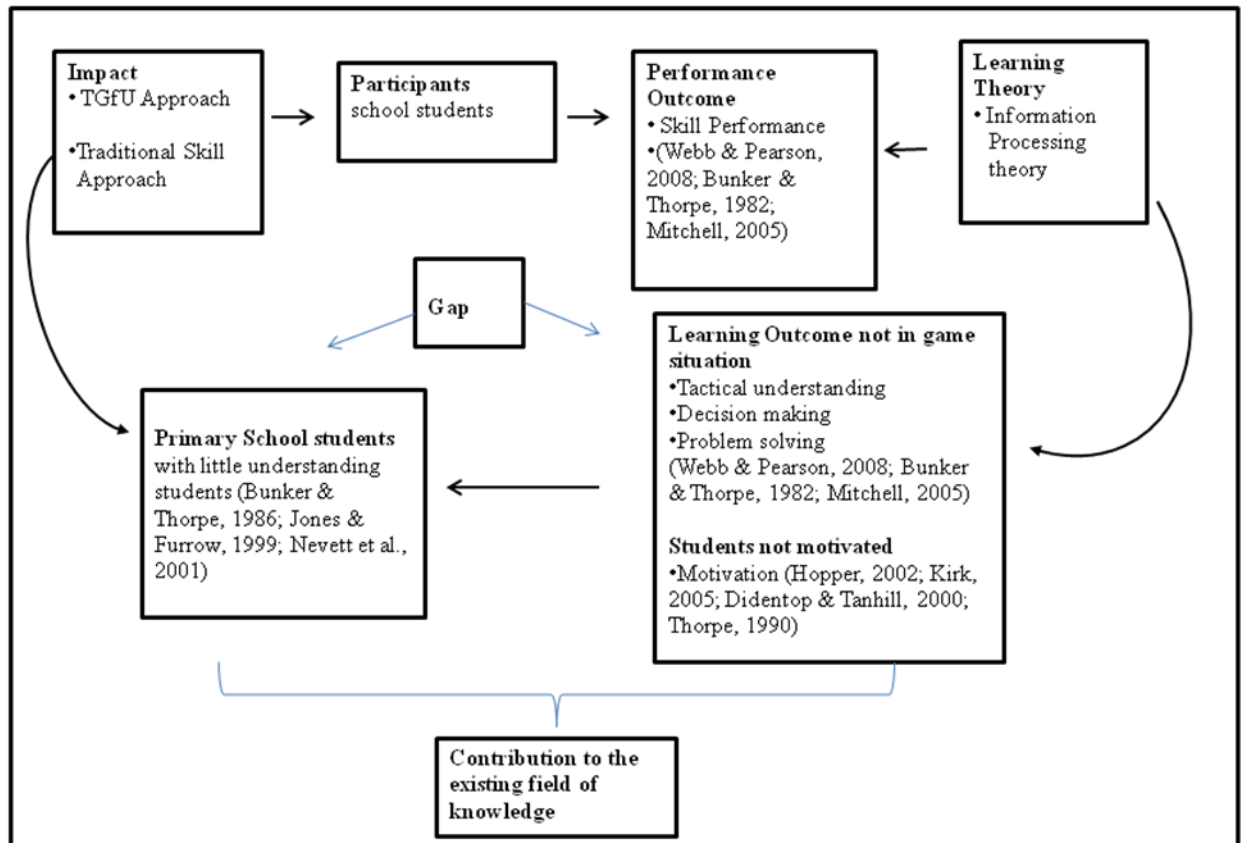 Impact
• TGfU Approach
•Traditional Skill
Approach
Participants
school students
Performance
Outcome
• Skill Performance
•(Webb & Pearson,
2008; Bunker &
Thorpe, 1982;
Mitchell, 2005)
Learning
Theory
• Information
Processing
theory
Gap
Primary School students
with little understanding
students (Bunker &
Thorpe, 1986; Jones &
Furrow, 1999; Nevett et al.,
2001)
Learning Outcome not in game
situation
•Tactical understanding
•Decision making
•Problem solving
(Webb & Pearson, 2008; Bunker
& Thorpe, 1982; Mitchell, 2005)
Students not motivated
•Motivation (Hopper, 2002; Kirk,
2005; Didentop & Tanhill, 2000;
Thorpe, 1990)
Contribution to the
existing field of
knowledge